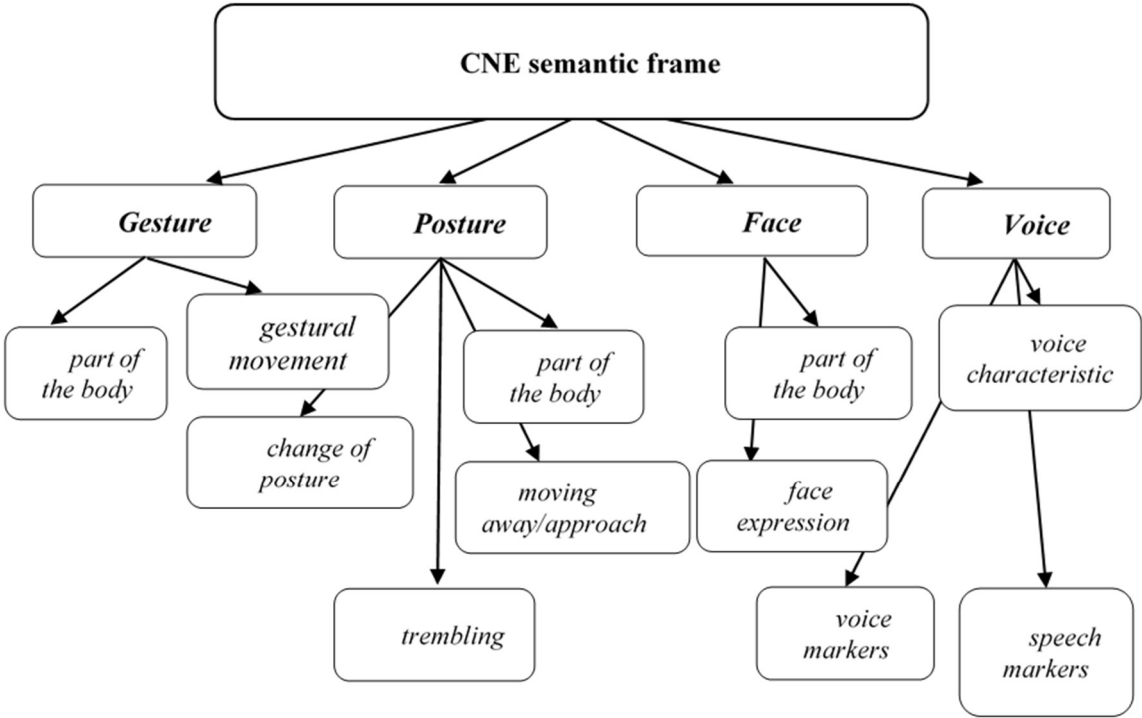 CNE semantic frame
Gesture
Posture
Face
Voice
part of
the body
gestural
movement
change of
posture
part of
the body
moving
away/approach
trembling
part of
the body
face
expression
voice
characteristic
voice
markers
speech
markers